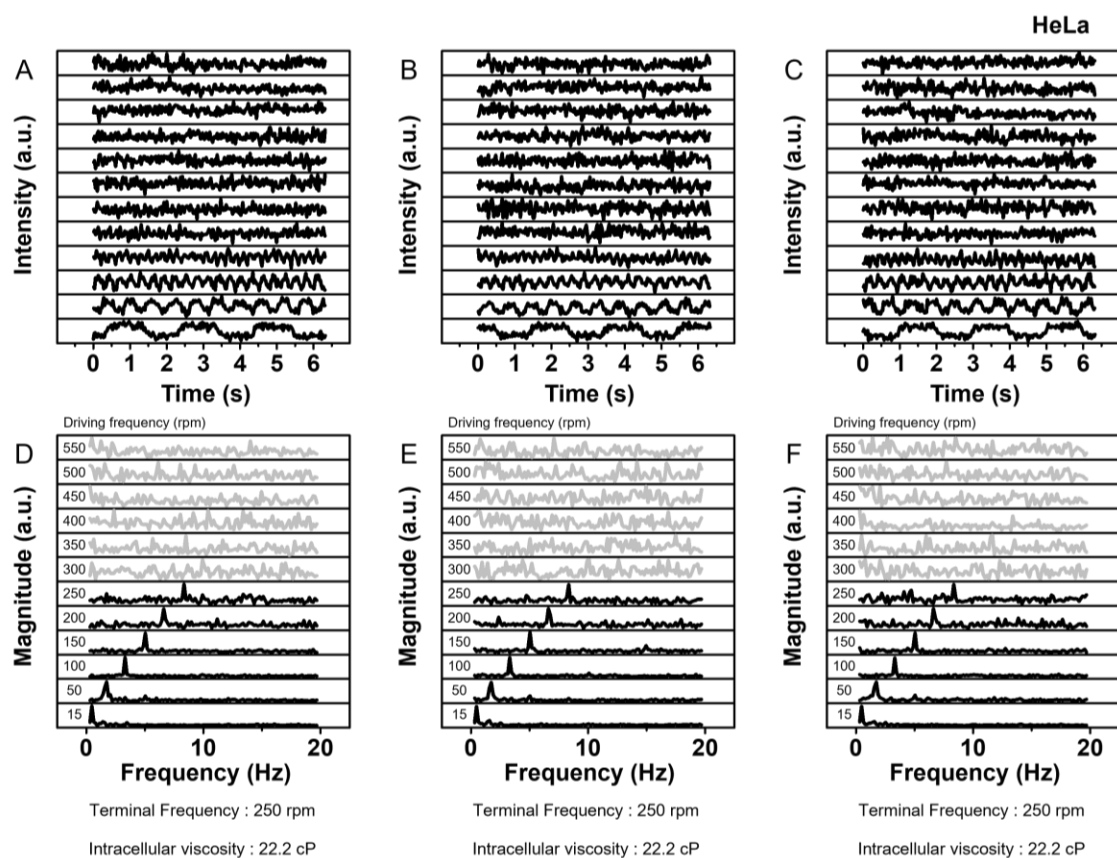 HeLa
A
B
C
Intensity (a.u.)
Intensity (a.u.)
Intensity (a.u.)
0 1 2 3 4 5 6
0 1 2 3 4 5 6
0 1 2 3 4 5 6
Time (s)
Time (s)
Time (s)
Driving frequency (rpm)
Driving frequency (rpm)
Driving frequency (rpm)
D
E
F
Magnitude (a.u.)
550
500
450
400
350
300
250
200
150
100
50
15
Magnitude (a.u.)
550
500
450
400
350
300
250
200
150
100
50
15
Magnitude (a.u.)
550
500
450
400
350
300
250
200
150
100
50
15
0 10 20
0 10 20
0 10 20
Frequency (Hz)
Frequency (Hz)
Frequency (Hz)
Terminal Frequency : 250 rpm
Terminal Frequency : 250 rpm
Terminal Frequency : 250 rpm
Intracellular viscosity : 22.2 cP
Intracellular viscosity : 22.2 cP
Intracellular viscosity : 22.2 cP